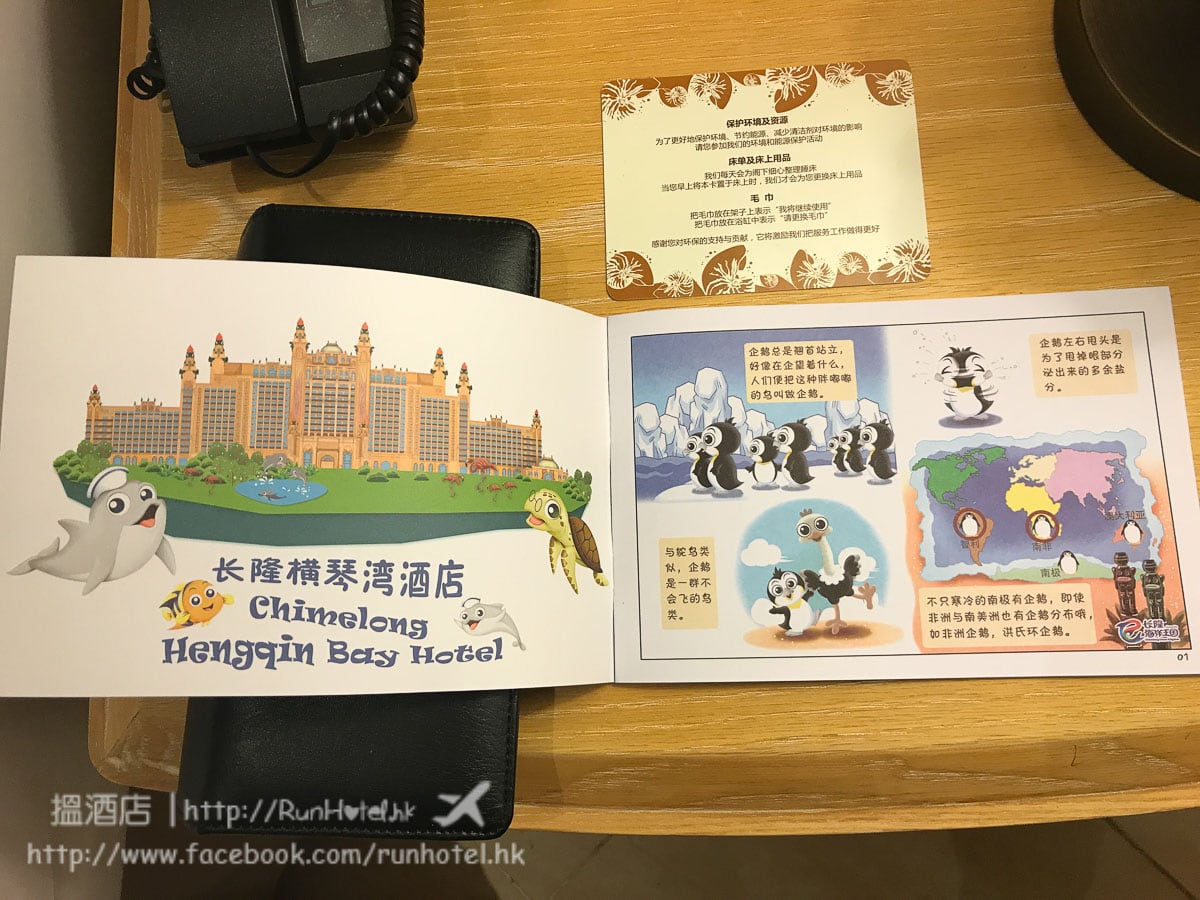 保护环境及资源
为了更好地保护环境、节约能源、减少清洁剂对环境的影响
请您参加我们的环境和能源保护活动
床单及床上用品
我们每天会为阁下细心整理睡床
当您早上将本卡置于床上时，我们才会为您更换床上用品
毛 巾
把毛巾放在架子上表示“我将继续使用”
把毛巾放在浴缸中表示“请更换毛巾”
感谢您对环保的支持与贡献，它将激励我们把服务工作做得更好
长隆横琴湾酒店
Chimelong
Hengqin Bay Hotel
企鹅总是翘首站立，
好像在企望着什么，
人们便把这种胖嘟嘟
的鸟叫做企鹅。
企鹅左右甩头是
为了甩掉眼部分
泌出来的多余盐
分。
与鸵鸟类
似，企鹅
是一群不
会飞的鸟
类。
澳大利亚
智利
南非
南极
不只寒冷的南极有企鹅，即使
非洲与南美洲也有企鹅分布哦，
如非洲企鹅，洪氏环企鹅。
长隆
海洋王国
01
搵酒店 | http://RunHotel.hk
http://www.facebook.com/runhotel.hk